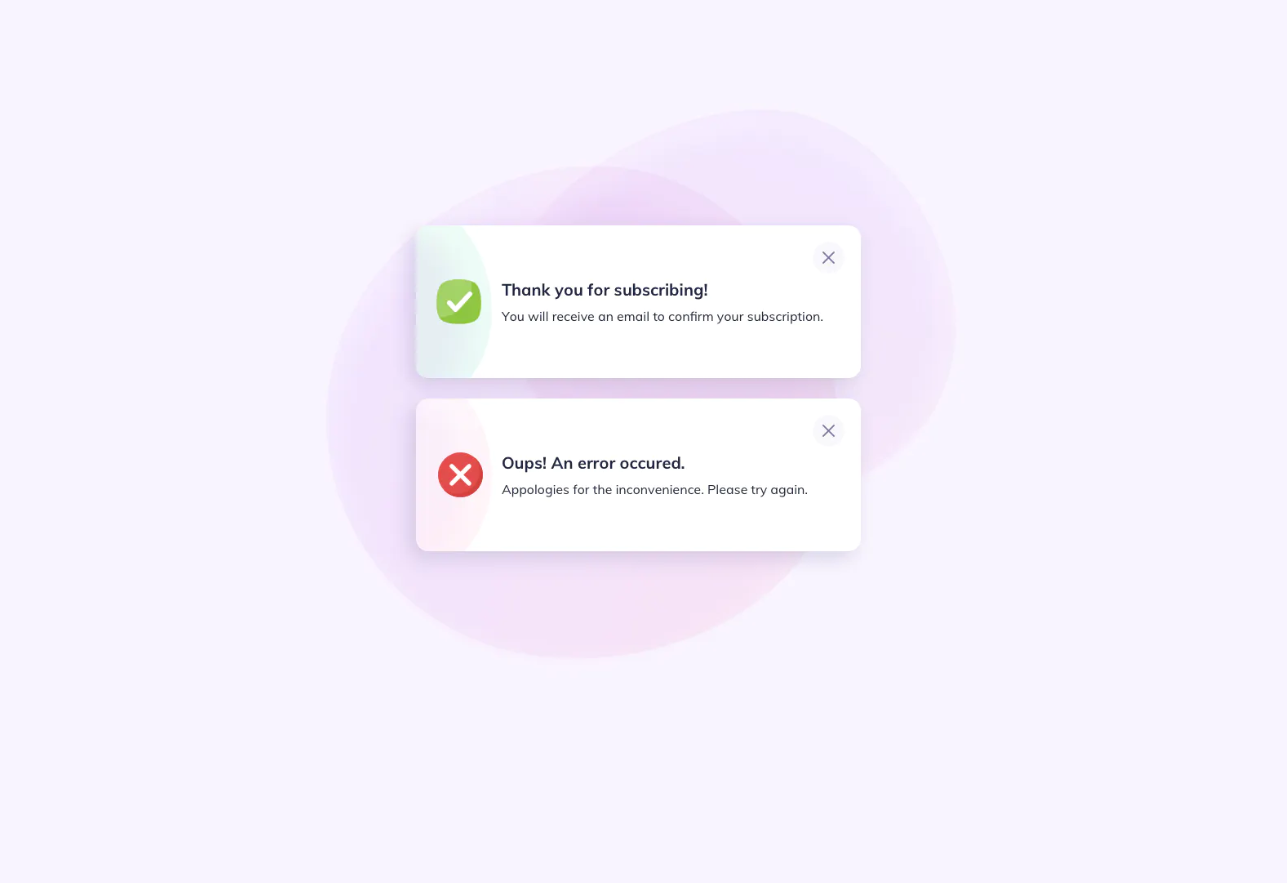 Thank you for subscribing!
You will receive an email to confirm your subscription.
Oups! An error occured.
Appologies for the inconvenience. Please try again.